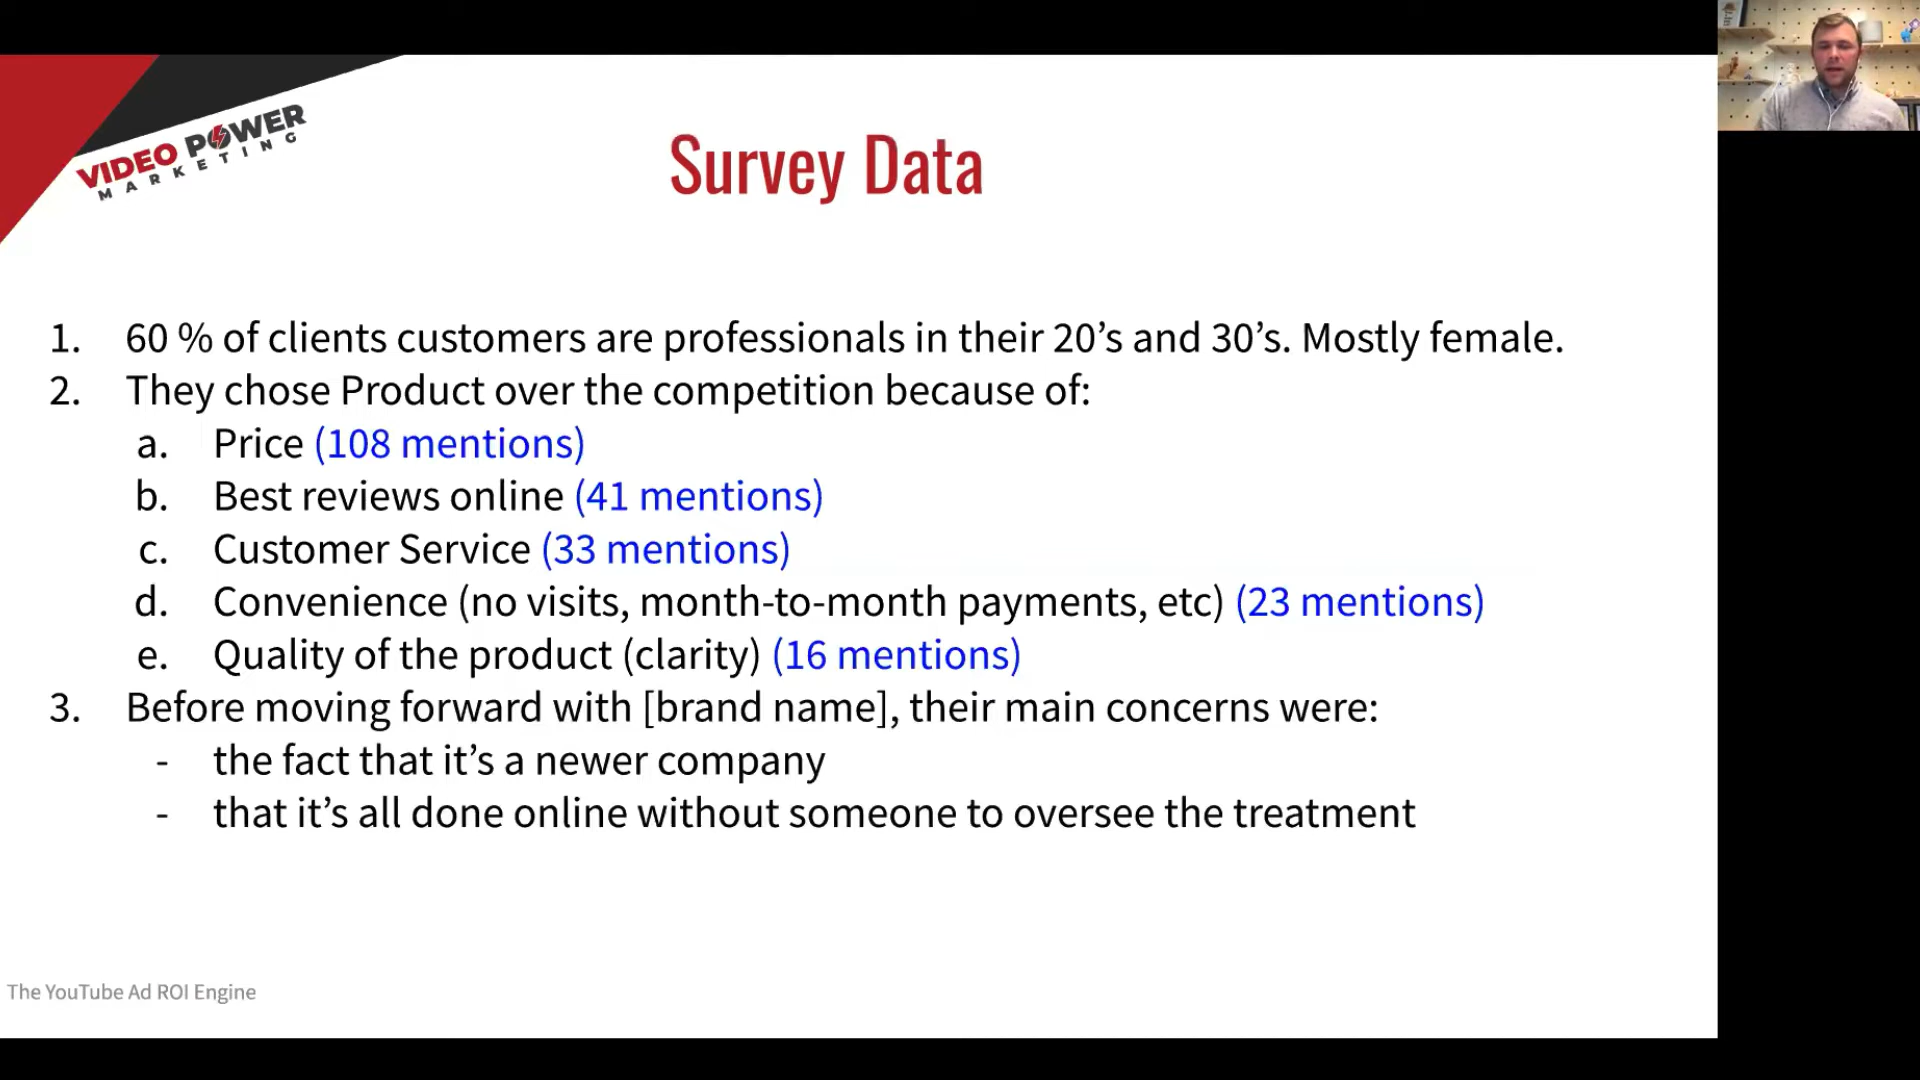 VIDEO POWER
MARKETING
Survey Data
1. 60 % of clients customers are professionals in their 20’s and 30’s. Mostly female.
2. They chose Product over the competition because of:
a. Price (108 mentions)
b. Best reviews online (41 mentions)
c. Customer Service (33 mentions)
d. Convenience (no visits, month-to-month payments, etc) (23 mentions)
e. Quality of the product (clarity) (16 mentions)
3. Before moving forward with [brand name], their main concerns were:
- the fact that it’s a newer company
- that it’s all done online without someone to oversee the treatment
The YouTube Ad ROI Engine